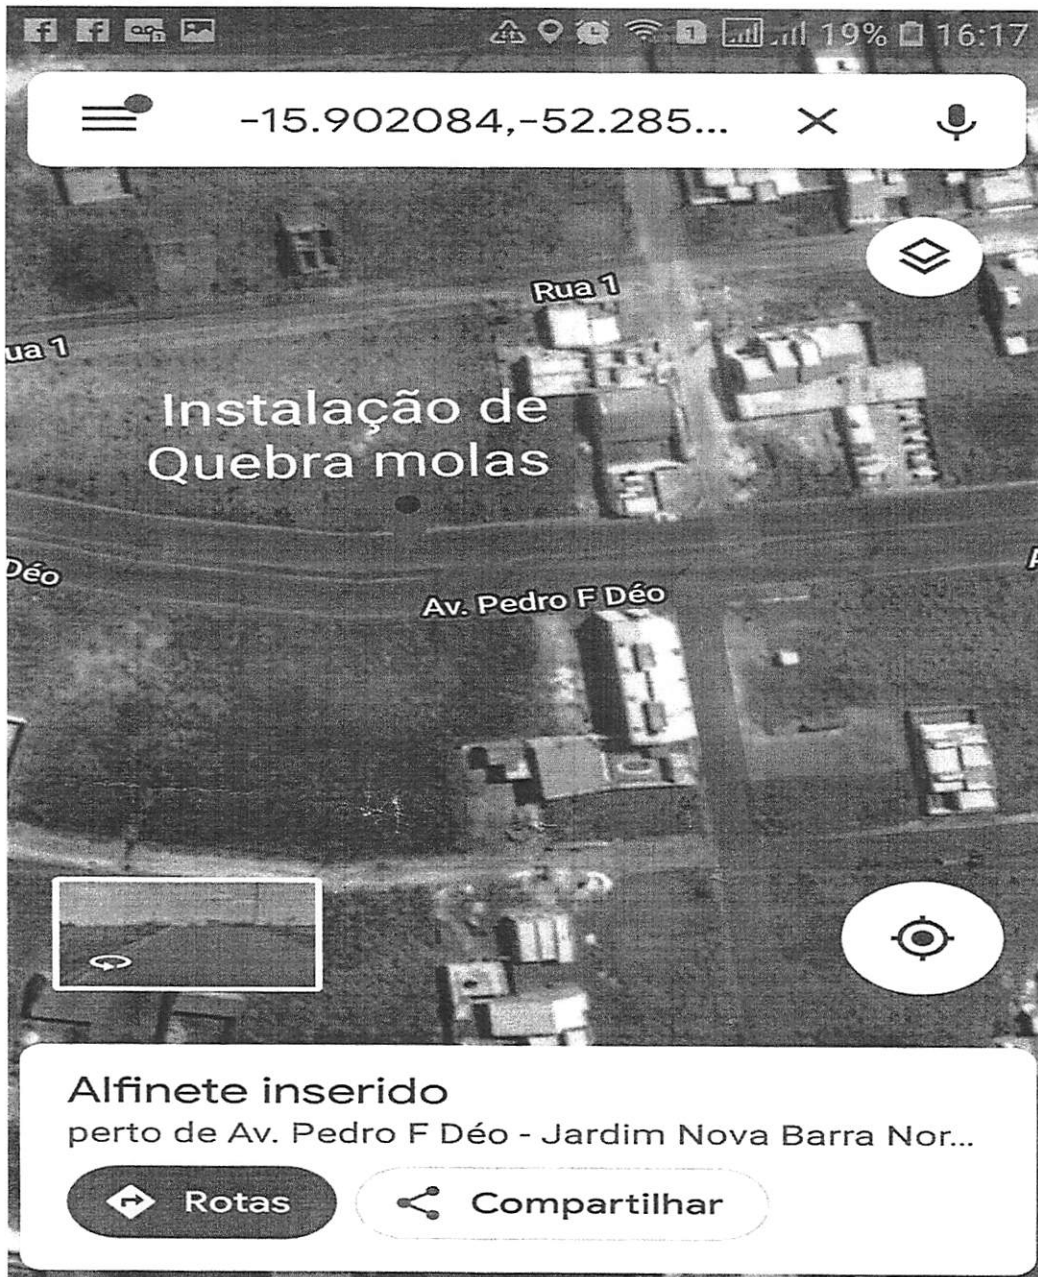 19% 16:17
-15.902084,-52.285...
Rua 1
ua 1
Instalação de
Quebra molas
Déo
Av. Pedro F Déo
Alfinete inserido
perto de Av. Pedro F Déo - Jardim Nova Barra Nor...
Rotas
Compartilhar